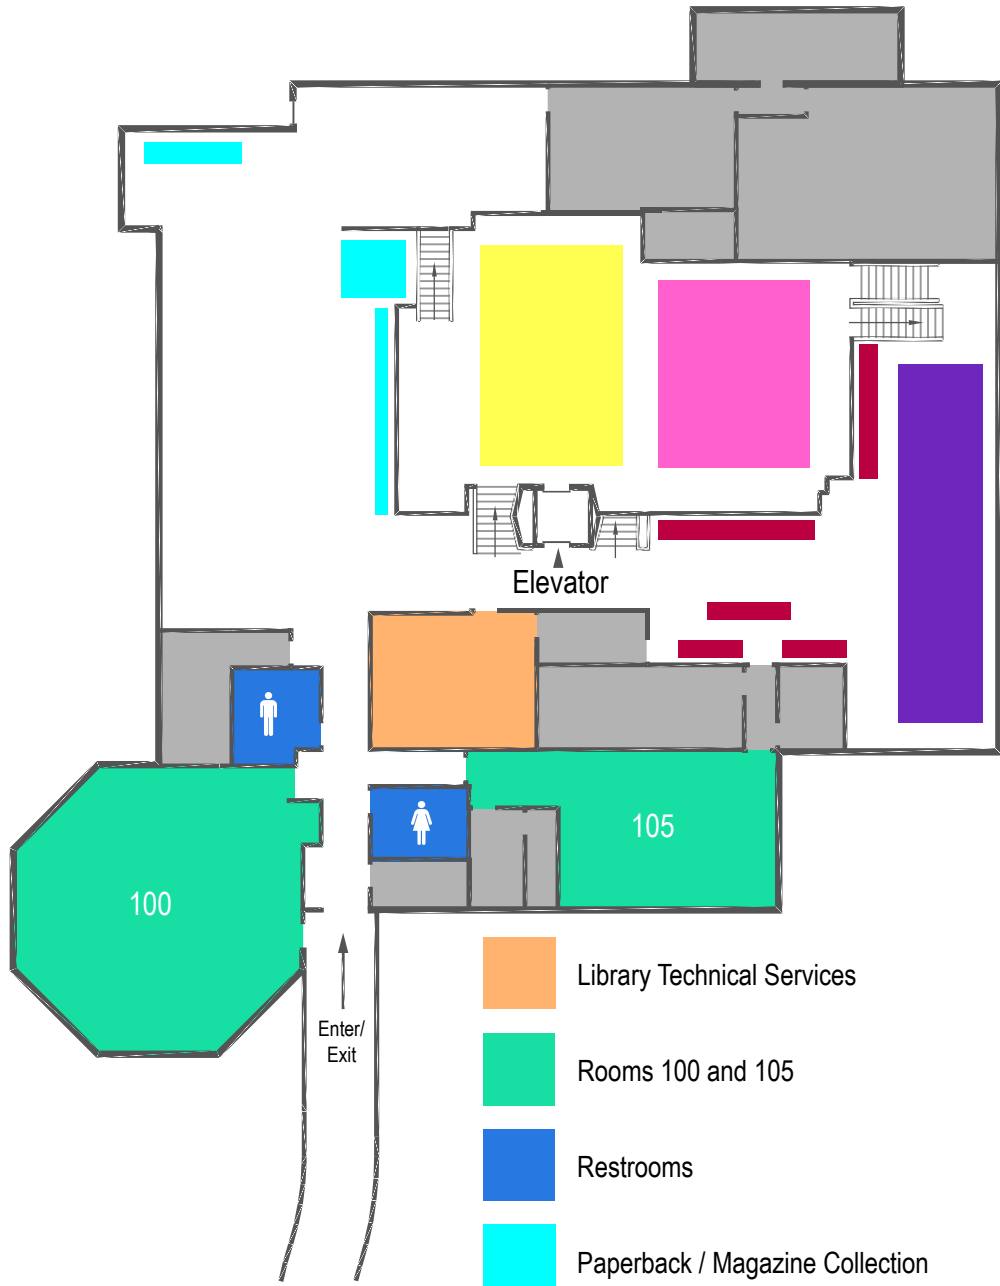 Elevator
105
100
Enter/
Exit
Library Technical Services
Rooms 100 and 105
Restrooms
Paperback / Magazine Collection